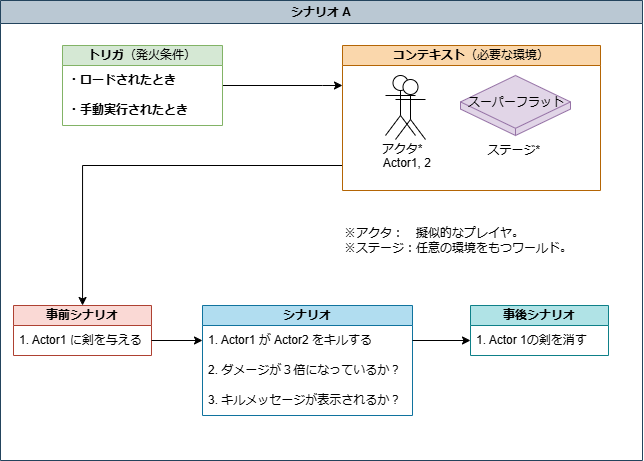 シナリオ A
トリガ（発火条件）
・ロードされたとき
・手動実行されたとき
コンテキスト（必要な環境）
アクタ*
Actor1, 2
スーパーフラット
ステージ*
※アクタ：　擬似的なプレイヤ。
※ステージ：任意の環境をもつワールド。
事前シナリオ
1. Actor1 に剣を与える
シナリオ
1. Actor1 が Actor2 をキルする
2. ダメージが３倍になっているか？
3. キルメッセージが表示されるか？
事後シナリオ
1. Actor 1の剣を消す